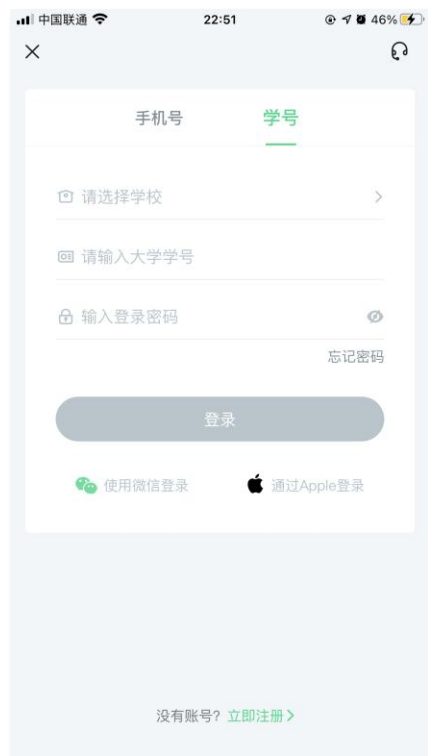 中国联通 22:51 46%
手机号 学号
请选择学校
请输入大学学号
输入登录密码
忘记密码
登录
使用微信登录 通过Apple登录
没有账号? 立即注册